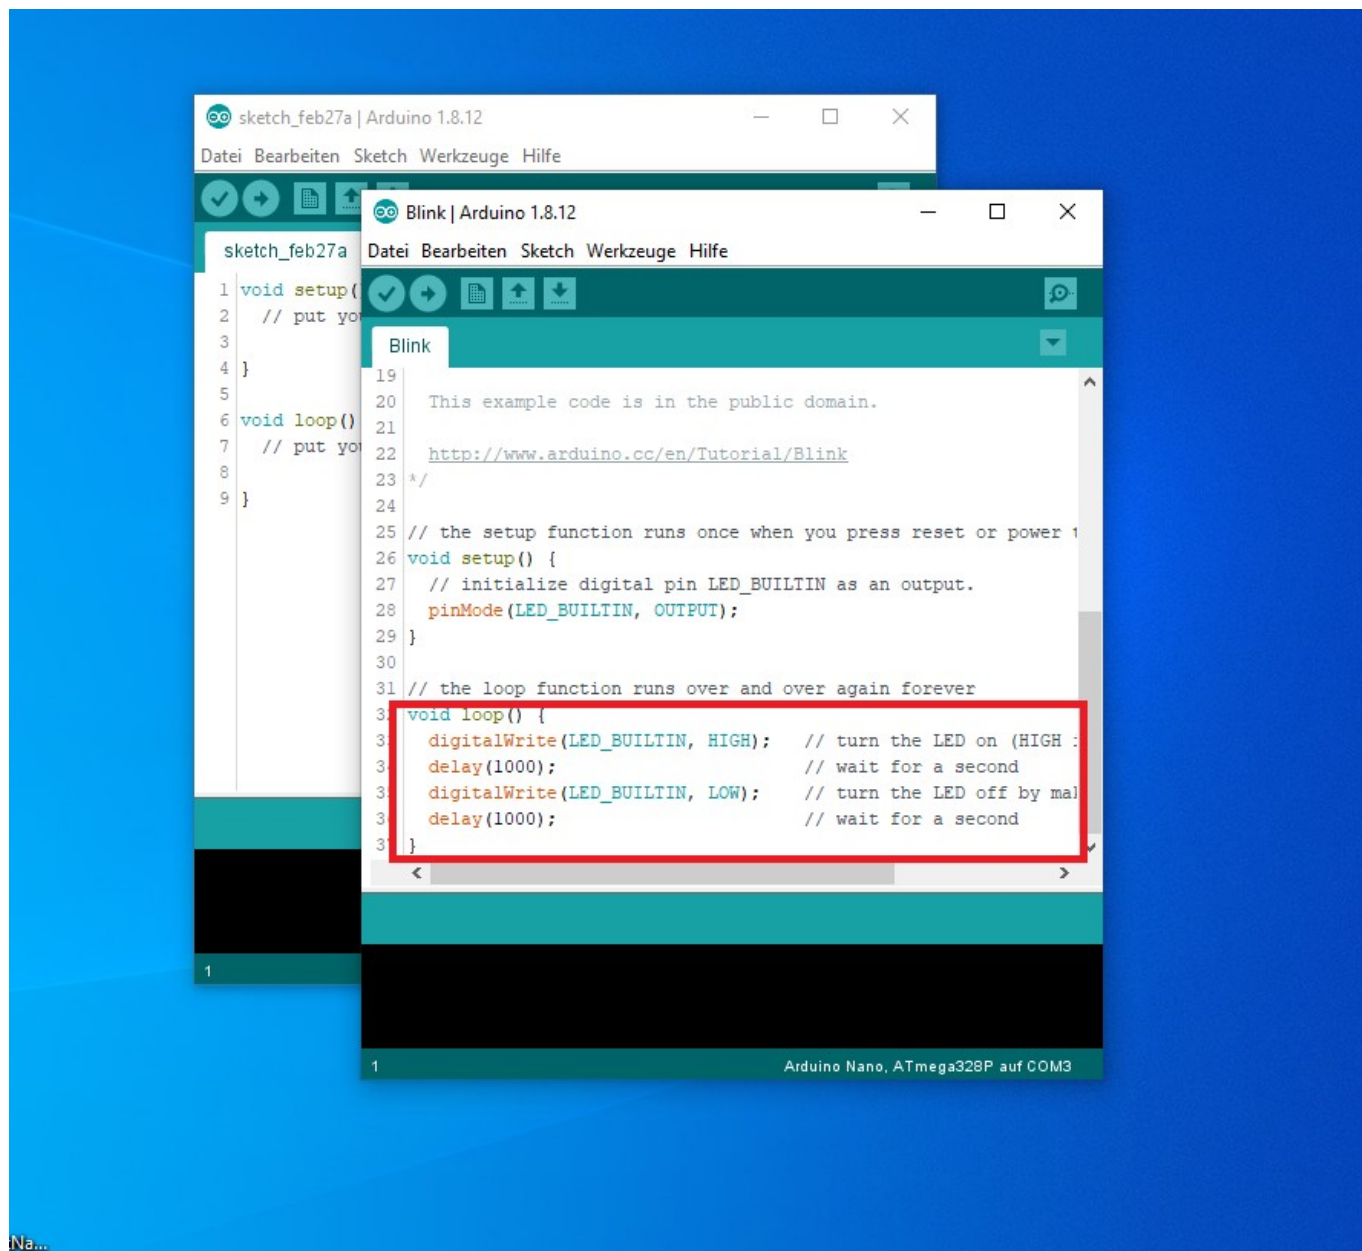 sketch_feb27a | Arduino 1.8.12
Datei Bearbeiten Sketch Werkzeuge Hilfe
sketch_feb27a
1 void setup(
2 // put you
3
4 }
5
6 void loop()
7 // put you
8
9 }
1
Blink | Arduino 1.8.12
Datei Bearbeiten Sketch Werkzeuge Hilfe
Blink
19
20 This example code is in the public domain.
21
22 http://www.arduino.cc/en/Tutorial/Blink
23 */
24
25 // the setup function runs once when you press reset or power
26 void setup() {
27 // initialize digital pin LED_BUILTIN as an output.
28 pinMode(LED_BUILTIN, OUTPUT);
29 }
30
31 // the loop function runs over and over again forever
void loop() {
digitalWrite(LED_BUILTIN, HIGH); // turn the LED on (HIGH
delay(1000); // wait for a second
digitalWrite(LED_BUILTIN, LOW); // turn the LED off by
delay(1000); // wait for a second
}
1
Arduino Nano, ATmega328P auf COM3